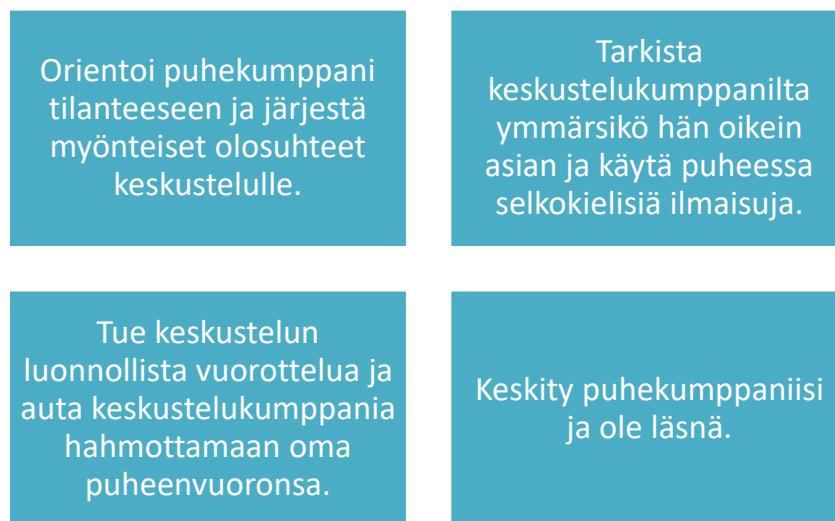 Orientoi puhekumppani
tilanteeseen ja järjestä
myönteiset olosuhteet
keskustelulle.
Tarkista
keskustelukumppanilta
ymmärsikö hän oikein
asian ja käytä puheessa
selkokielisiä ilmaisuja.
Tue keskustelun
luonnollista vuorottelua ja
auta keskustelukumppania
hahmottamaan oma
puheenvuoronsa.
Keskity puhekumppaniisi
ja ole läsnä.